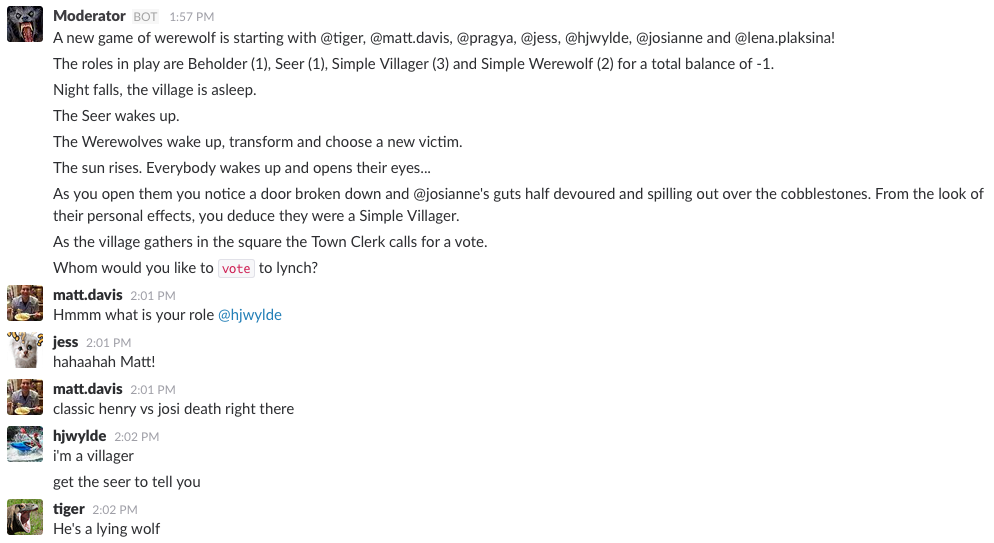 Moderator BOT 1:57 PM
A new game of werewolf is starting with @tiger, @matt.davis, @pragya, @jess, @hjwylde, @josianne and @lena.plaksina!
The roles in play are Beholder (1), Seer (1), Simple Villager (3) and Simple Werewolf (2) for a total balance of -1.
Night falls, the village is asleep.
The Seer wakes up.
The Werewolves wake up, transform and choose a new victim.
The sun rises. Everybody wakes up and opens their eyes...
As you open them you notice a door broken down and @josianne's guts half devoured and spilling out over the cobblestones. From the look of
their personal effects, you deduce they were a Simple Villager.
As the village gathers in the square the Town Clerk calls for a vote.
Whom would you like to vote to lynch?
matt.davis 2:01 PM
Hmmm what is your role @hjwylde
jess 2:01 PM
hahaahah Matt!
matt.davis 2:01 PM
classic henry vs josi death right there
hjwylde 2:02 PM
i'm a villager
get the seer to tell you
tiger 2:02 PM
He's a lying wolf